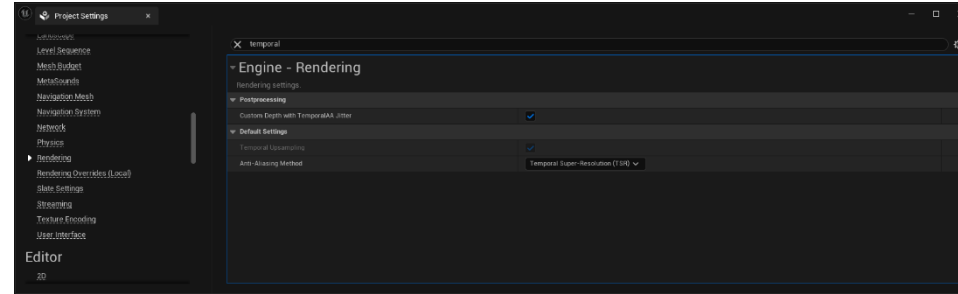 Project Settings
Landscape
Level Sequence
Mesh Budget
MetaSounds
Navigation Mesh
Navigation System
Network
Physics
Rendering
Rendering Overrides (Local)
Slate Settings
Streaming
Texture Encoding
User Interface
Editor
2D
temporal
Engine - Rendering
Rendering settings.
Postprocessing
Custom Depth with TemporalAA Jitter
Default Settings
Temporal Upsampling
Anti-Aliasing Method
Temporal Super-Resolution (TSR)